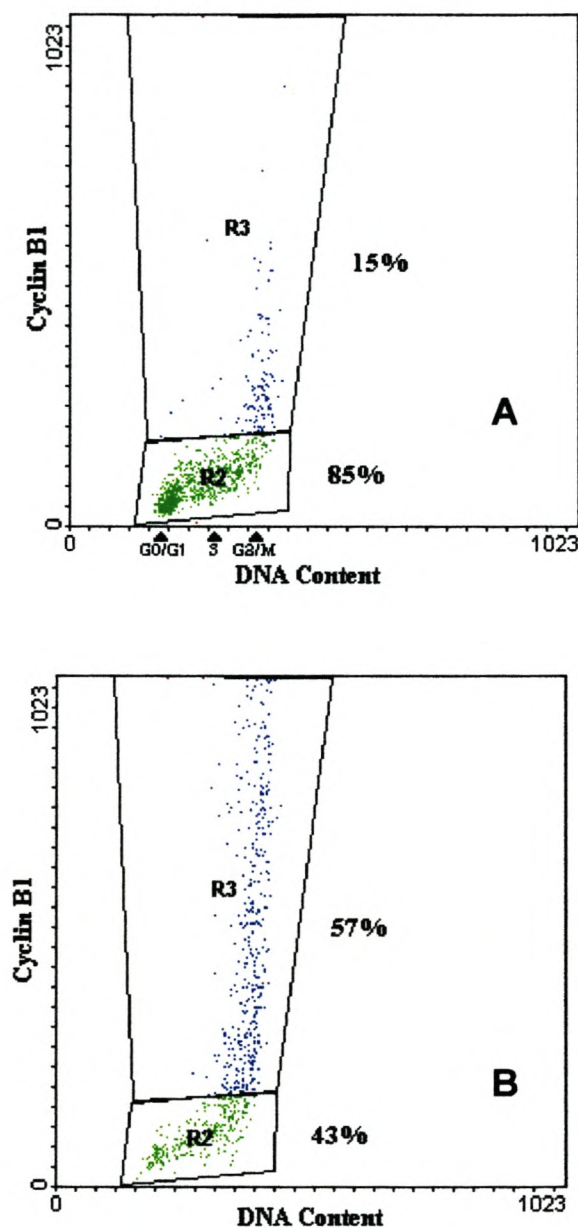 1023
Cyclin B1
R3
15%
A
R2
85%
0
0
G0/G1
S
G2/M
1023
DNA Content
1023
Cyclin B1
R3
57%
B
R2
43%
0
0
1023
DNA Content